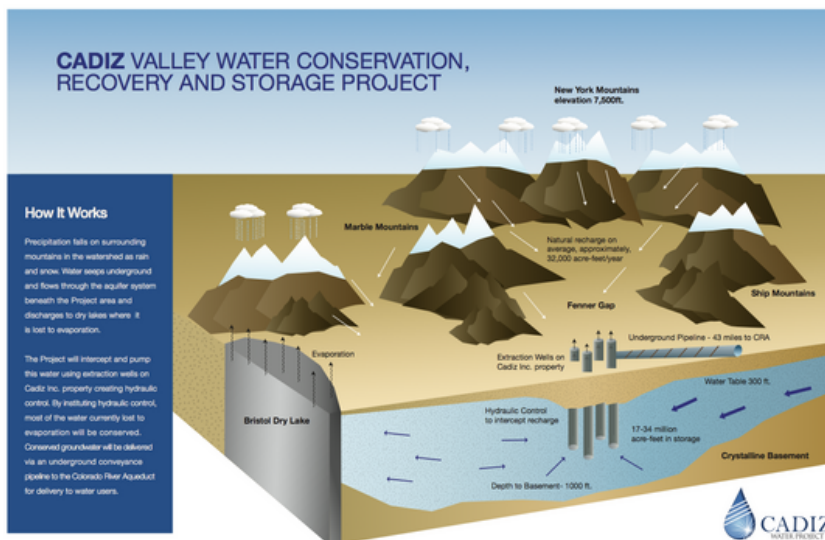 CADIZ VALLEY WATER CONSERVATION,
RECOVERY AND STORAGE PROJECT
New York Mountains
elevation 7,500ft.
How It Works
Precipitation falls on surrounding
mountains in the watershed as rain
and snow. Water seeps underground
and flows through the aquifer system
beneath the Project area and
discharges to dry lakes where it
is lost to evaporation.
The Project will intercept and pump
this water using extraction wells on
Cadiz Inc. property creating hydraulic
control. By instituting hydraulic control,
most of the water currently lost to
evaporation will be conserved.
Conserved groundwater will be delivered
via an underground conveyance
pipeline to the Colorado River Aqueduct
for delivery to water users.
Marble Mountains
Natural recharge on
average, approximately,
32,000 acre-feet/year
Ship Mountains
Fenner Gap
Underground Pipeline - 43 miles to CRA
Evaporation
Extraction Wells on
Cadiz Inc. property
Water Table 300 ft.
Bristol Dry Lake
Hydraulic Control
to intercept recharge
17-34 million
acre-feet in storage
Crystalline Basement
Depth to Basement- 1000 ft.
CADIZ
WATER PROJECT